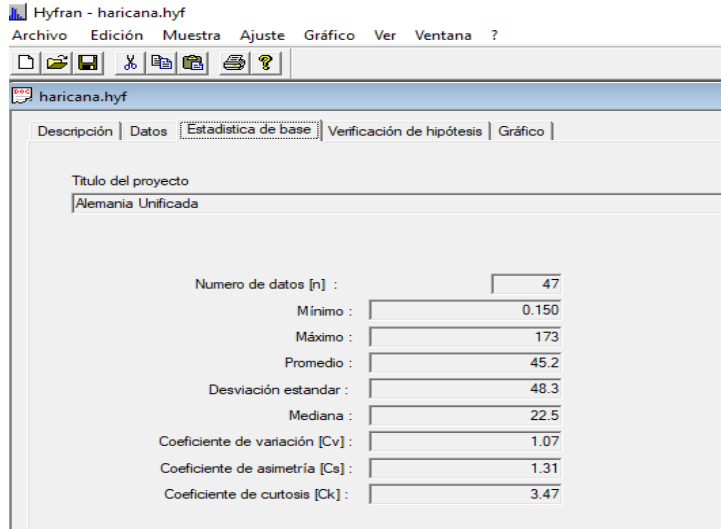 Hyfran - haricana.hyf
Archivo Edición Muestra Ajuste Gráfico Ver Ventana ?
DOC haricana.hyf
Descripción Datos Estadistica de base Verificación de hipótesis Gráfico
Titulo del proyecto
Alemania Unificada
Numero de datos [n] : 47
Mínimo : 0.150
Máximo : 173
Promedio : 45.2
Desviación estandar : 48.3
Mediana : 22.5
Coeficiente de variación [Cv] : 1.07
Coeficiente de asimetría [Cs] : 1.31
Coeficiente de curtosis [Ck] : 3.47